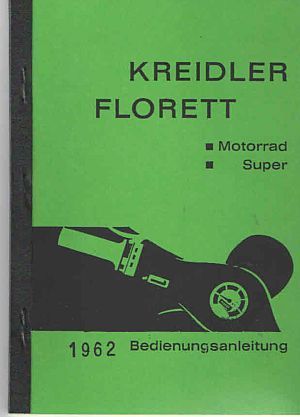 KREIDLER
FLORETT
Motorrad
Super
1962 Bedienungsanleitung